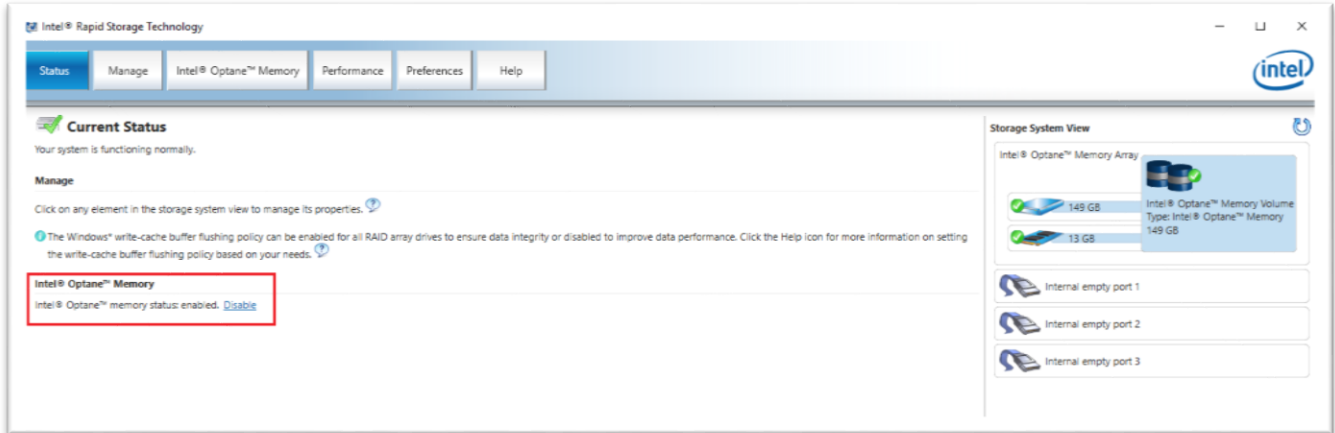 Intel® Rapid Storage Technology
Status
Manage
Intel® Optane™ Memory
Performance
Preferences
Help
intel
Current Status
Your system is functioning normally.
Manage
Click on any element in the storage system view to manage its properties.
The Windows* write-cache buffer flushing policy can be enabled for all RAID array drives to ensure data integrity or disabled to improve data performance. Click the Help icon for more information on setting
the write-cache buffer flushing policy based on your needs.
Intel® Optane™ Memory
Intel® Optane™ memory status: enabled. Disable
Storage System View
Intel® Optane™ Memory Array
149 GB
13 GB
Intel® Optane™ Memory Volume
Type: Intel® Optane™ Memory
149 GB
Internal empty port 1
Internal empty port 2
Internal empty port 3